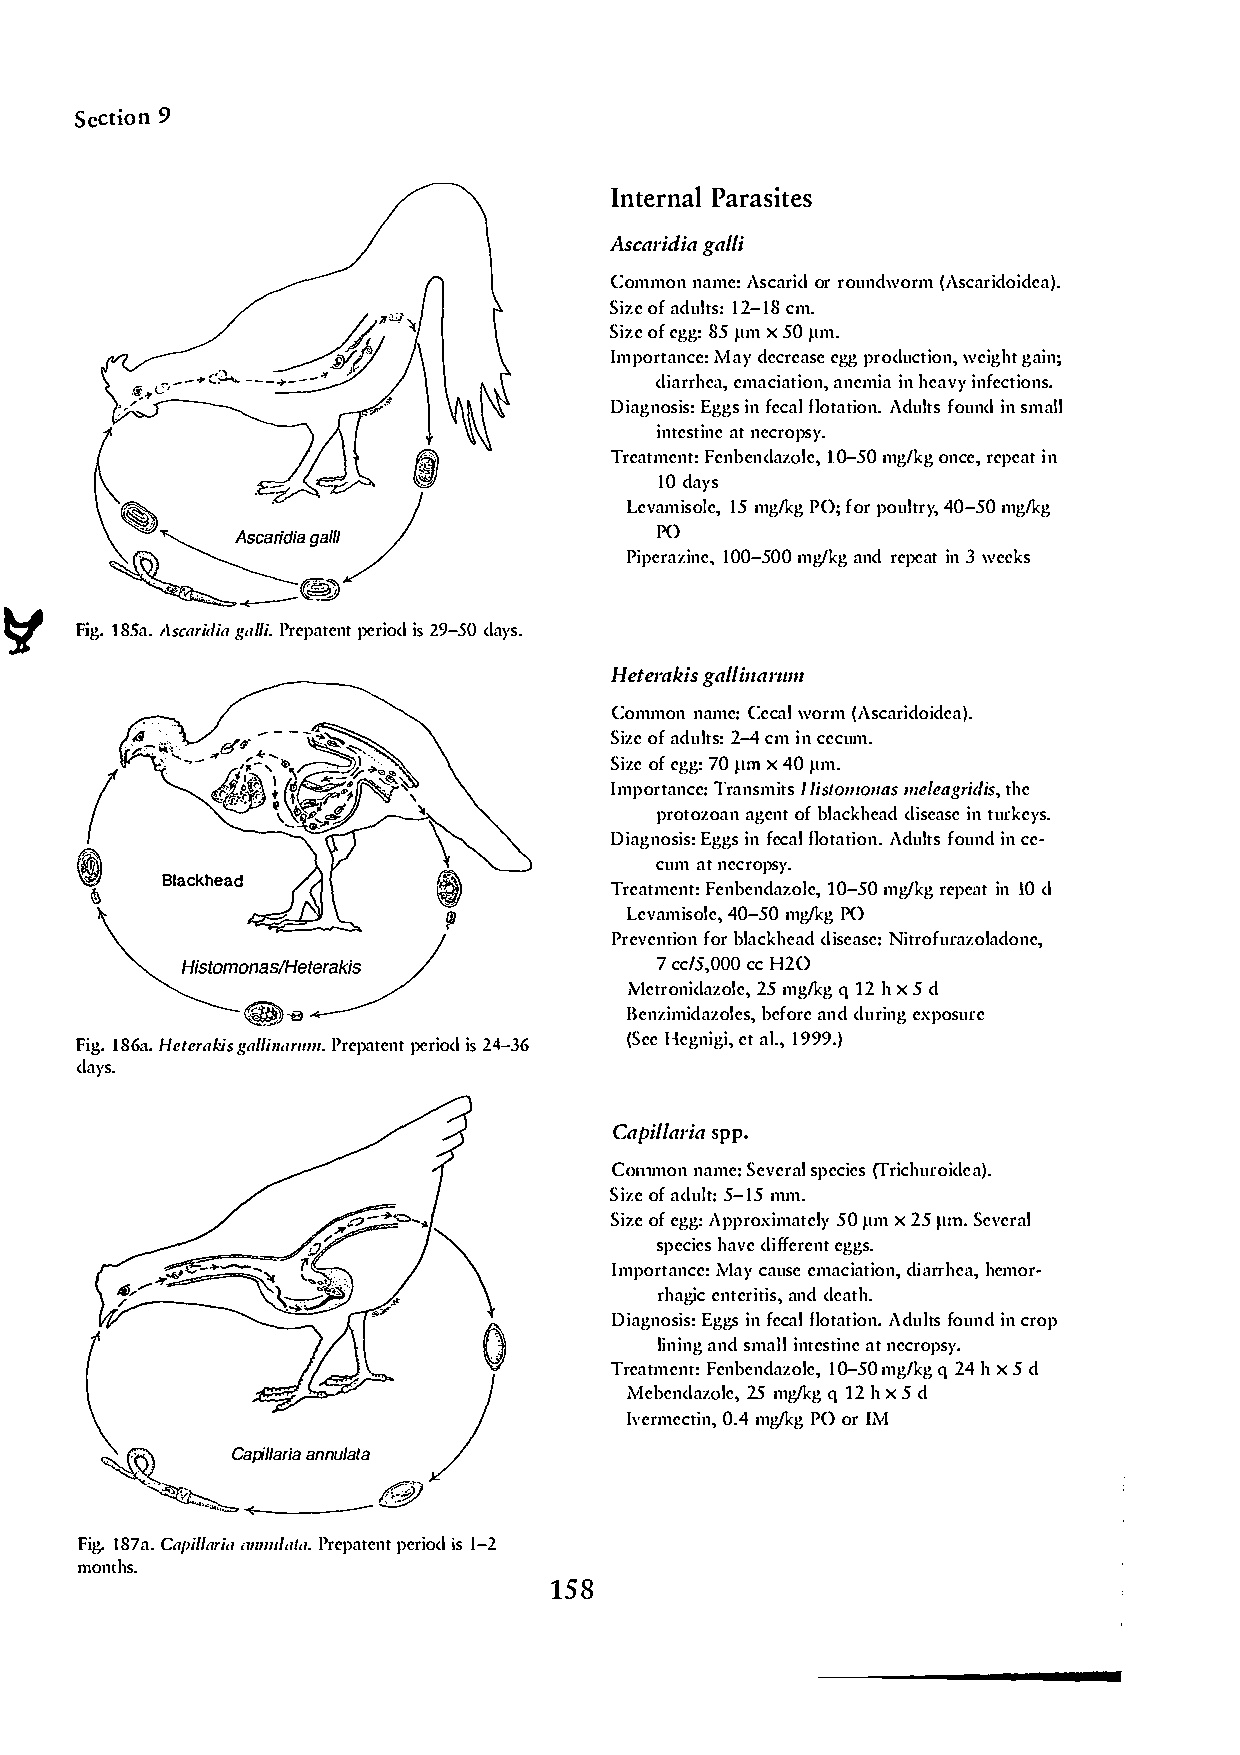 Section 9
Ascaridia galli
Fig. 185a. Ascaridia galli. Prepatent period is 29–50 days.
Blackhead
Histomonas/Heterakis
Fig. 186a. Heterakis gallinarum. Prepatent period is 24–36
days.
Capillaria annulata
Fig. 187a. Capillaria annulata. Prepatent period is 1–2
months.
Internal Parasites
Ascaridia galli
Common name: Ascarid or roundworm (Ascaridoidea).
Size of adults: 12–18 cm.
Size of egg: 85 µm × 50 µm.
Importance: May decrease egg production, weight gain;
diarrhea, emaciation, anemia in heavy infections.
Diagnosis: Eggs in fecal flotation. Adults found in small
intestine at necropsy.
Treatment: Fenbendazole, 10–50 mg/kg once, repeat in
10 days
Levamisole, 15 mg/kg PO; for poultry, 40–50 mg/kg
PO
Piperazine, 100–500 mg/kg and repeat in 3 weeks
Heterakis gallinarum
Common name: Cecal worm (Ascaridoidea).
Size of adults: 2–4 cm in cecum.
Size of egg: 70 µm × 40 µm.
Importance: Transmits Histomonas meleagridis, the
protozoan agent of blackhead disease in turkeys.
Diagnosis: Eggs in fecal flotation. Adults found in ce-
cum at necropsy.
Treatment: Fenbendazole, 10–50 mg/kg repeat in 10 d
Levamisole, 40–50 mg/kg PO
Prevention for blackhead disease: Nitrofurazoladone,
7 cc/5,000 cc H2O
Metronidazole, 25 mg/kg q 12 h × 5 d
Benzimidazoles, before and during exposure
(See Hegnigi, et al., 1999.)
Capillaria spp.
Common name: Several species (Trichuroidea).
Size of adult: 5–15 mm.
Size of egg: Approximately 50 µm × 25 µm. Several
species have different eggs.
Importance: May cause emaciation, diarrhea, hemor-
rhagic enteritis, and death.
Diagnosis: Eggs in fecal flotation. Adults found in crop
lining and small intestine at necropsy.
Treatment: Fenbendazole, 10–50 mg/kg q 24 h × 5 d
Mebendazole, 25 mg/kg q 12 h × 5 d
Ivermectin, 0.4 mg/kg PO or IM
158